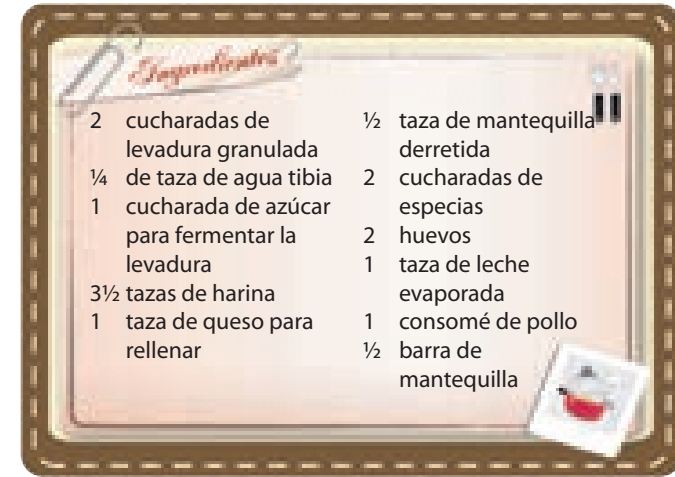 Ingredientes
2 cucharadas de
levadura granulada
¼ de taza de agua tibia
1 cucharada de azúcar
para fermentar la
levadura
3½ tazas de harina
1 taza de queso para
rellenar
½ taza de mantequilla
derretida
2 cucharadas de
especias
2 huevos
1 taza de leche
evaporada
1 consomé de pollo
½ barra de
mantequilla